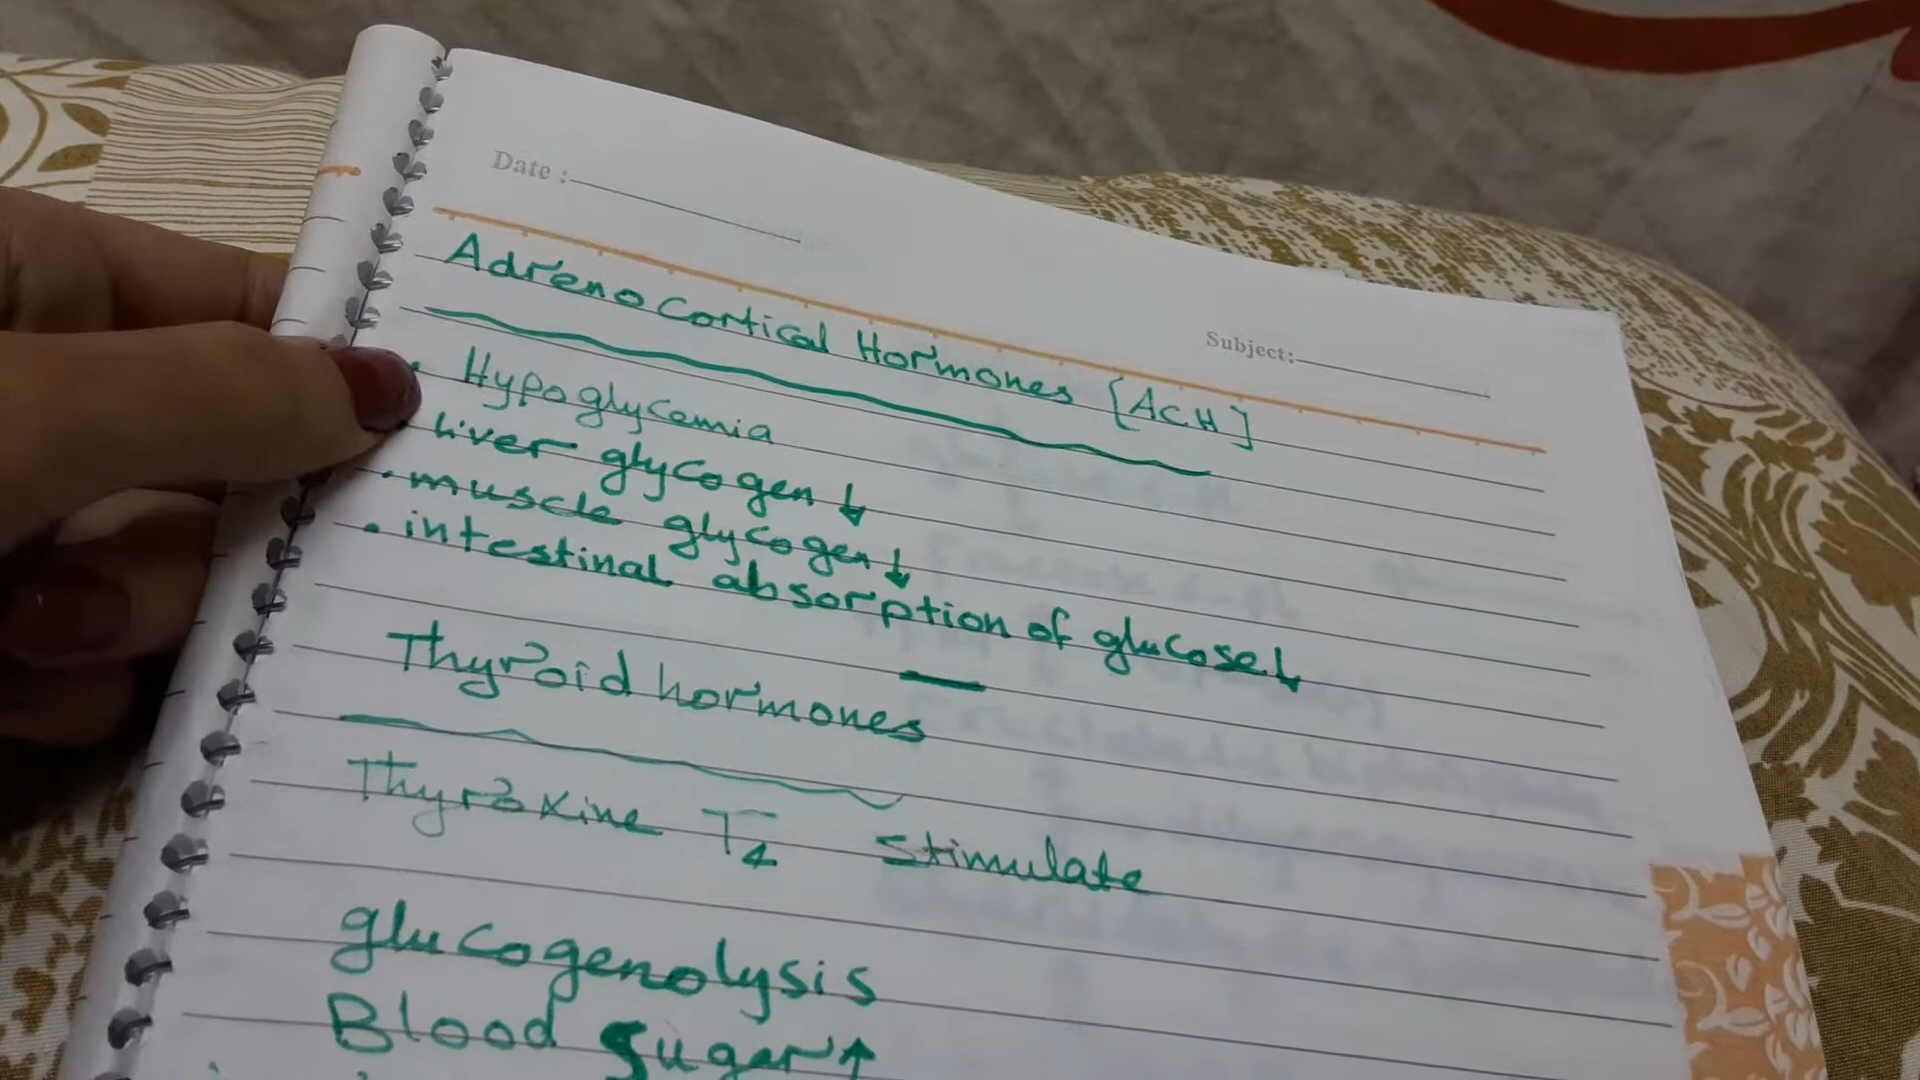 Date :
Subject:
Adreno Cortical Hormones [ACH]
• Hypoglycemia
• liver glycogen ↓
• muscle glycogen ↓
• intestinal absorption of glucose ↓
Thyroid hormones
Thyroxine T4 stimulate
glucogenolysis
Blood sugar ↑